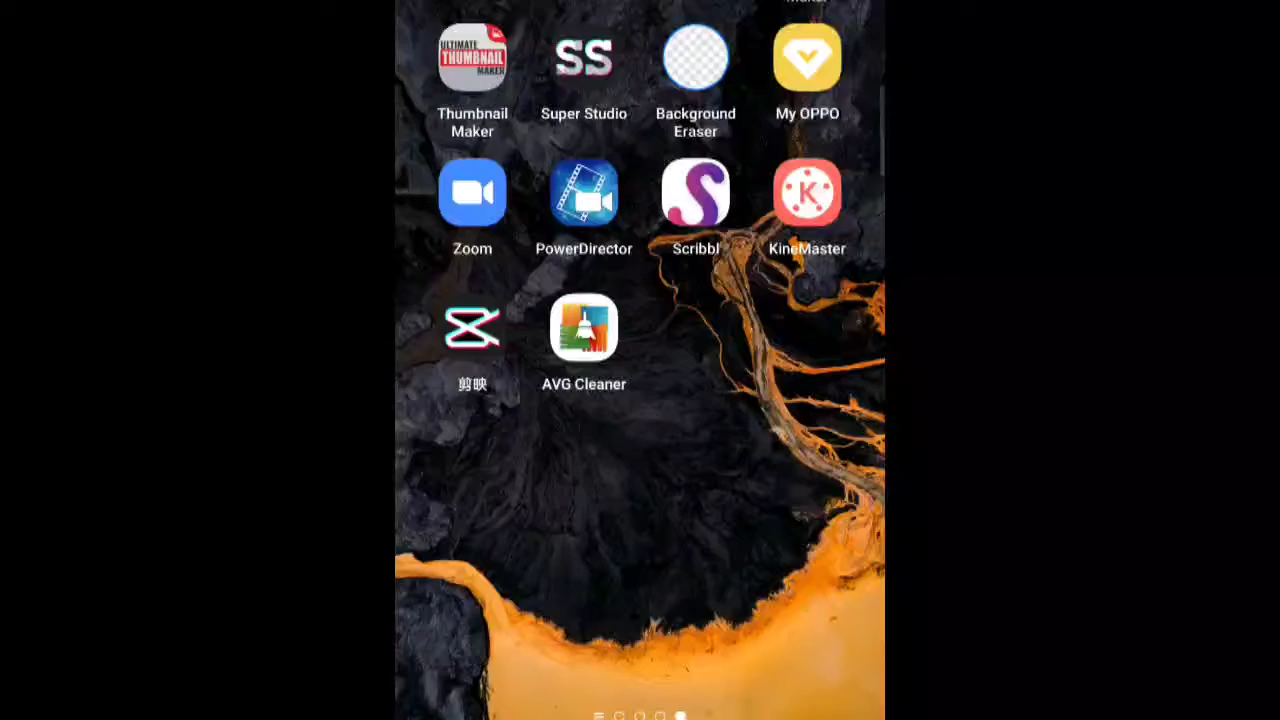 ULTIMATE
THUMBNAIL
MAKER
SS
Thumbnail
Maker
Super Studio
Background
Eraser
My OPPO
K
Zoom
PowerDirector
Scribbl
KineMaster
剪映
AVG Cleaner